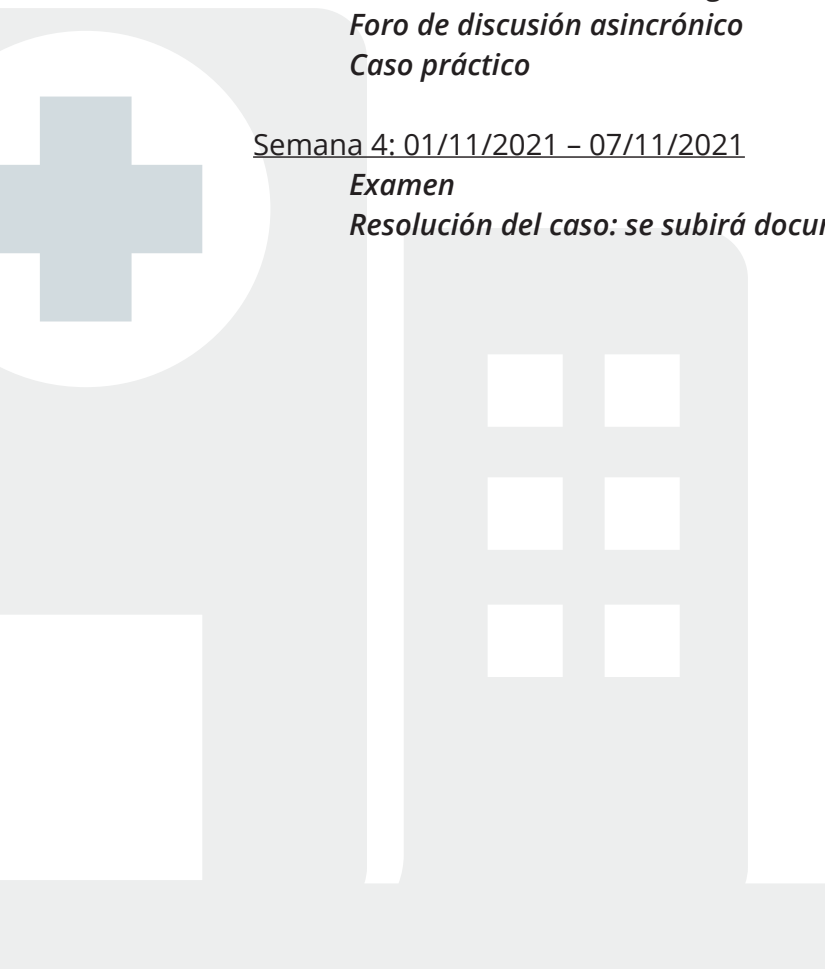 Foro de discusión asincrónico
Caso práctico
Semana 4: 01/11/2021 – 07/11/2021
Examen
Resolución del caso: se subirá